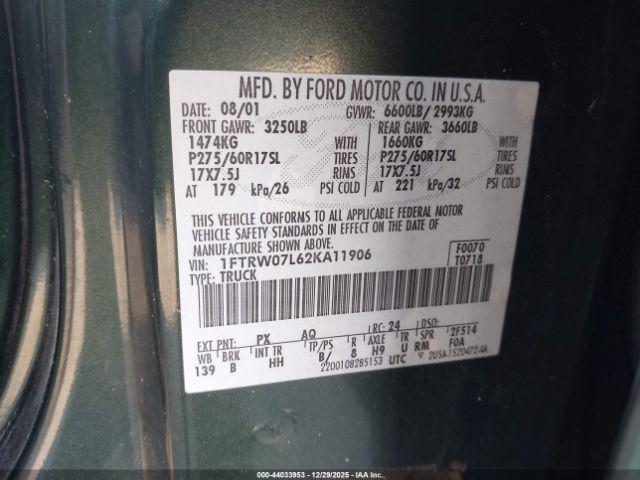 MFD. BY FORD MOTOR CO. IN U.S.A.
DATE: 08/01 GVWR: 6600LB/ 2993KG
FRONT GAWR: 3250LB REAR GAWR: 3660LB
1474KG 1660KG
P275/60R17SL TIRES P275/60R17SL TIRES
17X7.5J RIMS 17X7.5J RIMS
AT 179 kPa/26 PSI COLD AT 221 kPa/32 PSI COLD
THIS VEHICLE CONFORMS TO ALL APPLICABLE FEDERAL MOTOR
VEHICLE SAFETY STANDARDS IN EFFECT ON THE DATE OF
MANUFACTURE SHOWN ABOVE.
VIN: 1FTRW07L62KA11906 F0070
TYPE: TRUCK T0718
EXT PNT: PX AQ RC: 24 DSO:
WB BRK INT TR TP/PS R AXLE TR SPR 2F514
139 B HH B/ 8 H9 U RM F0A
2200108285153 UTC 2USA-1520472-AA
000-44033953 - 12/29/2025 - IAA Inc.